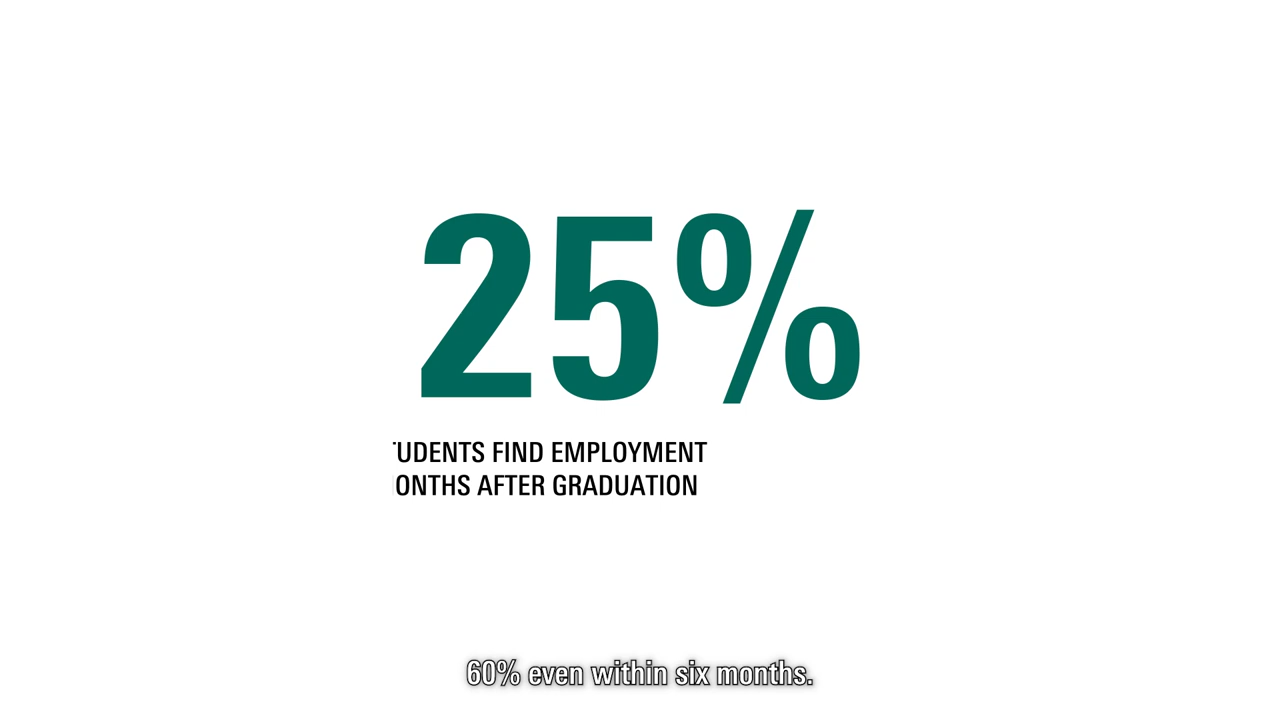 25%
UDENTS FIND EMPLOYMENT
ONTHS AFTER GRADUATION
60% even within six months.